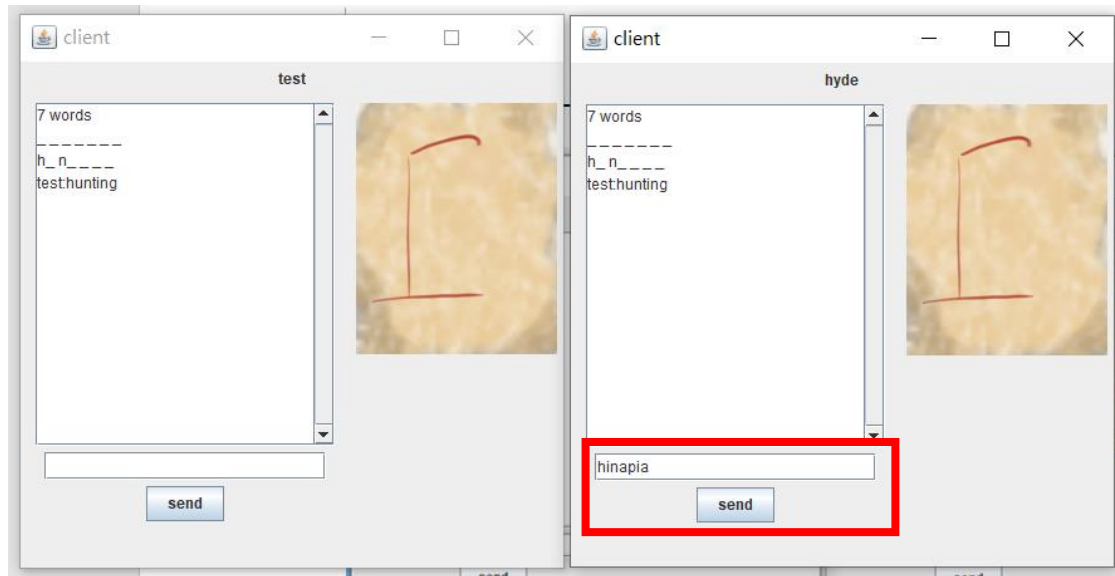 client
test
7 words
_ _ _ _ _ _ _
h_ n_ _ _ _
test:hunting
send
client
hyde
7 words
_ _ _ _ _ _ _
h_ n_ _ _ _
test:hunting
hinapia
send